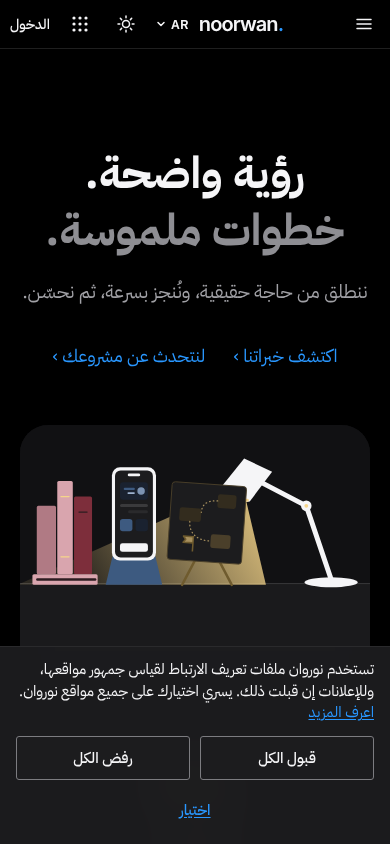 noorwan.
AR
الدخول
رؤية واضحة.
خطوات ملموسة.
ننطلق من حاجة حقيقية، ونُنجز بسرعة، ثم نحسّن.
اكتشف خبراتنا ‹
لنتحدث عن مشروعك ‹
تستخدم نوروان ملفات تعريف الارتباط لقياس جمهور مواقعها،
وللإعلانات إن قبلت ذلك. يسري اختيارك على جميع مواقع نوروان.
اعرف المزيد
قبول الكل
رفض الكل
اختيار